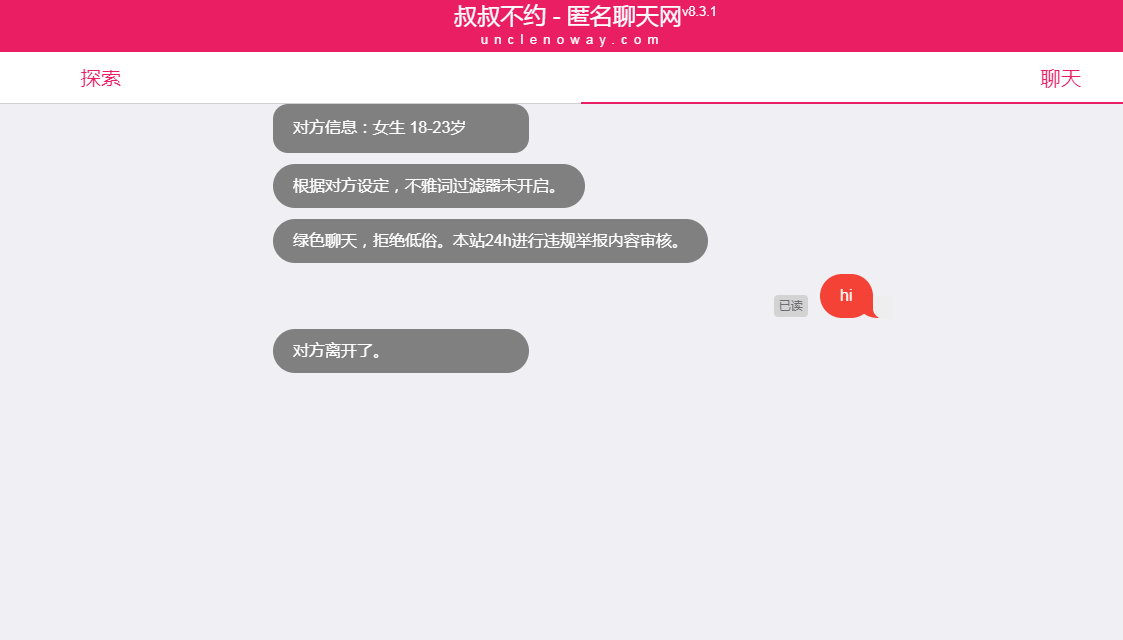 叔叔不约 - 匿名聊天网v8.3.1
unclenoway.com
探索
聊天
对方信息：女生 18-23岁
根据对方设定，不雅词过滤器未开启。
绿色聊天，拒绝低俗。本站24h进行违规举报内容审核。
已读
hi
对方离开了。